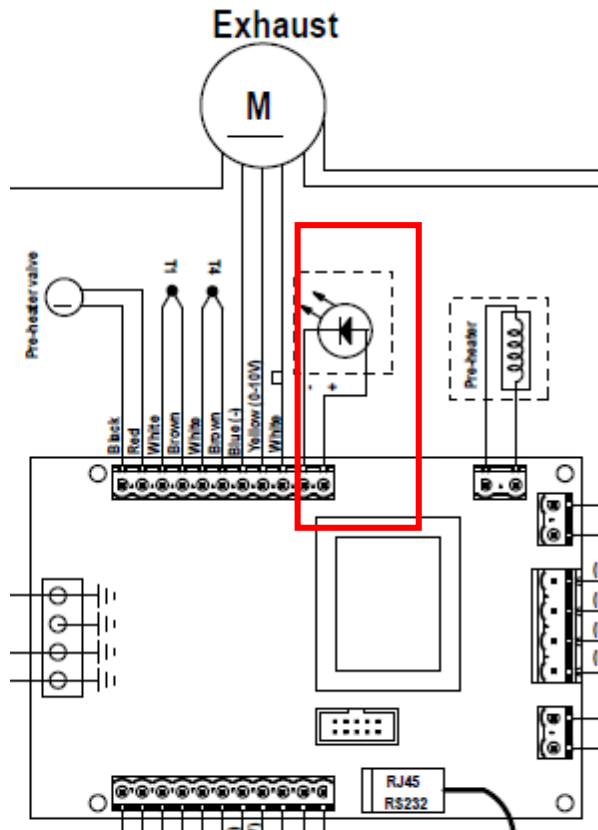 Exhaust
M
Pre-heater valve
T1
T4
Pre-heater
Black
Red
White
Brown
White
Brown
Blue (-)
Yellow (0-10V)
White
- +
RJ45
RS232